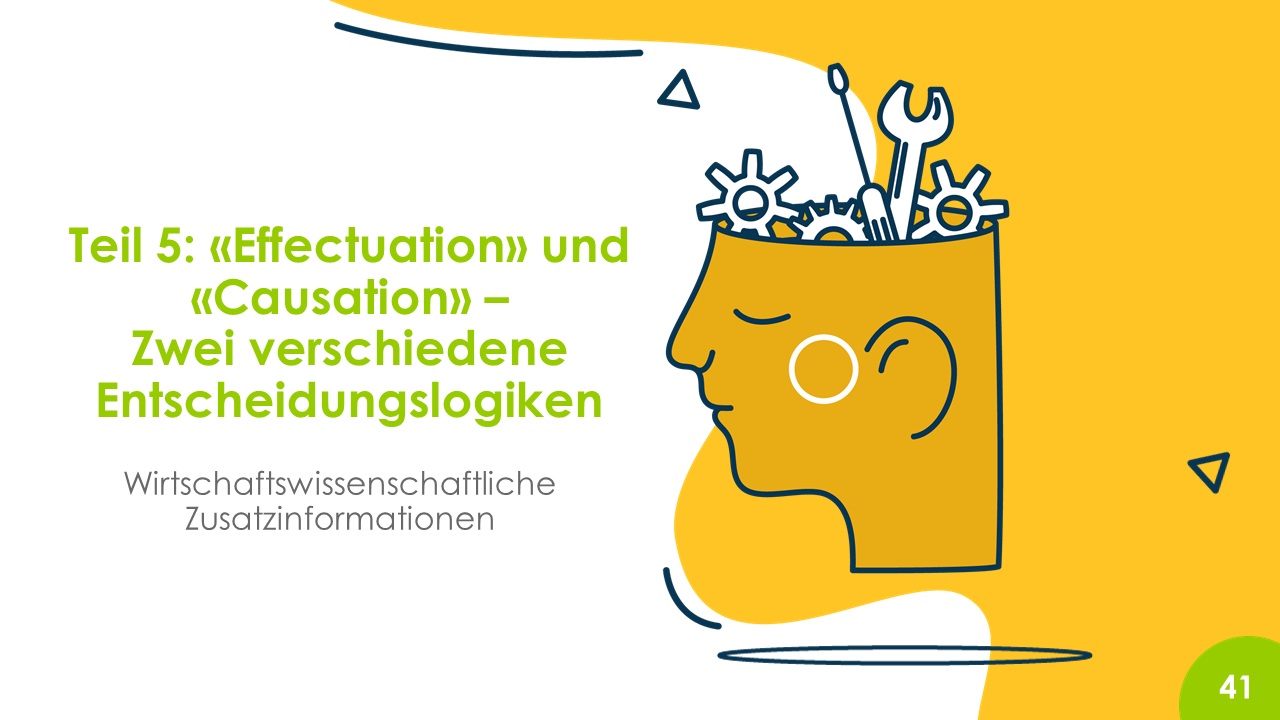 Teil 5: «Effectuation» und
«Causation» –
Zwei verschiedene
Entscheidungslogiken
Wirtschaftswissenschaftliche
Zusatzinformationen
41